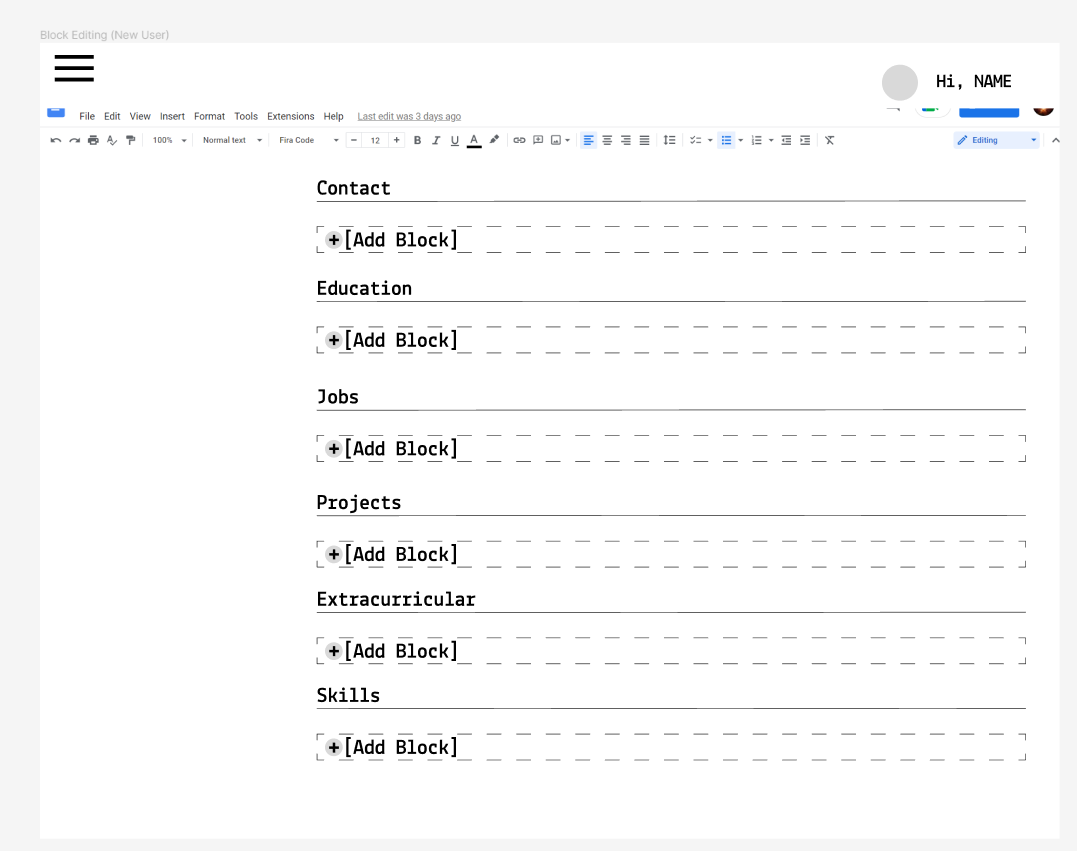 Block Editing (New User)
Hi, NAME
File Edit View Insert Format Tools Extensions Help Last edit was 3 days ago
100% Normal text Fira Code − 12 + B I U A Editing
Contact
+[Add Block]
Education
+[Add Block]
Jobs
+[Add Block]
Projects
+[Add Block]
Extracurricular
+[Add Block]
Skills
+[Add Block]